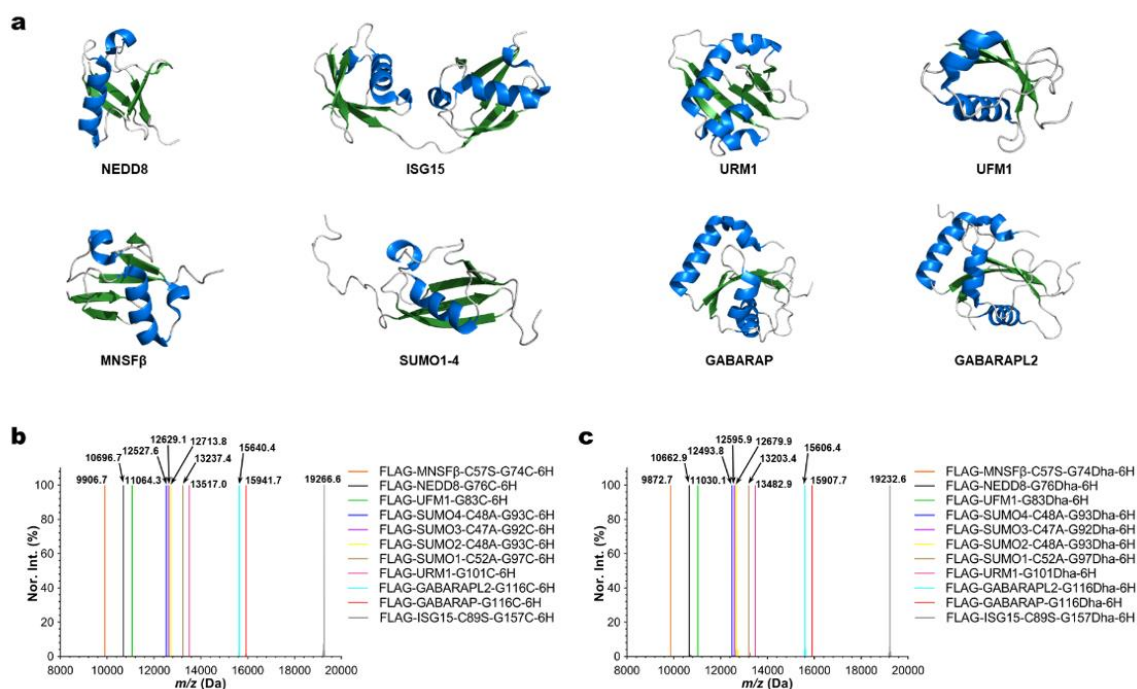 a
NEDD8
ISG15
URM1
UFM1
MNSFβ
SUMO1-4
GABARAP
GABARAPL2
b
12629.1
12713.8
12527.6
13237.4
15640.4
10696.7
9906.7
11064.3
13517.0
15941.7
19266.6
Nor. Int. (%)
100
80
60
40
20
0
8000 10000 12000 14000 16000 18000 20000
m/z (Da)
FLAG-MNSFβ-C57S-G74C-6H
FLAG-NEDD8-G76C-6H
FLAG-UFM1-G83C-6H
FLAG-SUMO4-C48A-G93C-6H
FLAG-SUMO3-C47A-G92C-6H
FLAG-SUMO2-C48A-G93C-6H
FLAG-SUMO1-C52A-G97C-6H
FLAG-URM1-G101C-6H
FLAG-GABARAPL2-G116C-6H
FLAG-GABARAP-G116C-6H
FLAG-ISG15-C89S-G157C-6H
c
12595.9
12679.9
12493.8
13203.4
15606.4
10662.9
9872.7
11030.1
13482.9
15907.7
19232.6
Nor. Int. (%)
100
80
60
40
20
0
8000 10000 12000 14000 16000 18000 20000
m/z (Da)
FLAG-MNSFβ-C57S-G74Dha-6H
FLAG-NEDD8-G76Dha-6H
FLAG-UFM1-G83Dha-6H
FLAG-SUMO4-C48A-G93Dha-6H
FLAG-SUMO3-C47A-G92Dha-6H
FLAG-SUMO2-C48A-G93Dha-6H
FLAG-SUMO1-C52A-G97Dha-6H
FLAG-URM1-G101Dha-6H
FLAG-GABARAPL2-G116Dha-6H
FLAG-GABARAP-G116Dha-6H
FLAG-ISG15-C89S-G157Dha-6H